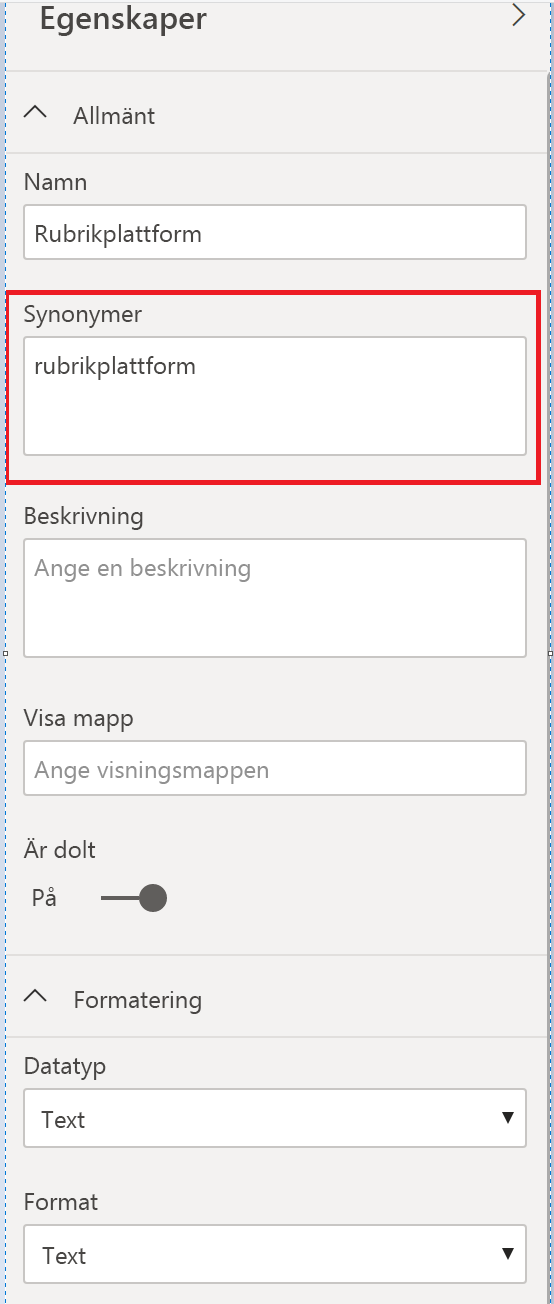 Egenskaper
Allmänt
Namn
Rubrikplattform
Synonymer
rubrikplattform
Beskrivning
Ange en beskrivning
Visa mapp
Ange visningsmappen
Är dolt
På
Formatering
Datatyp
Text
Format
Text